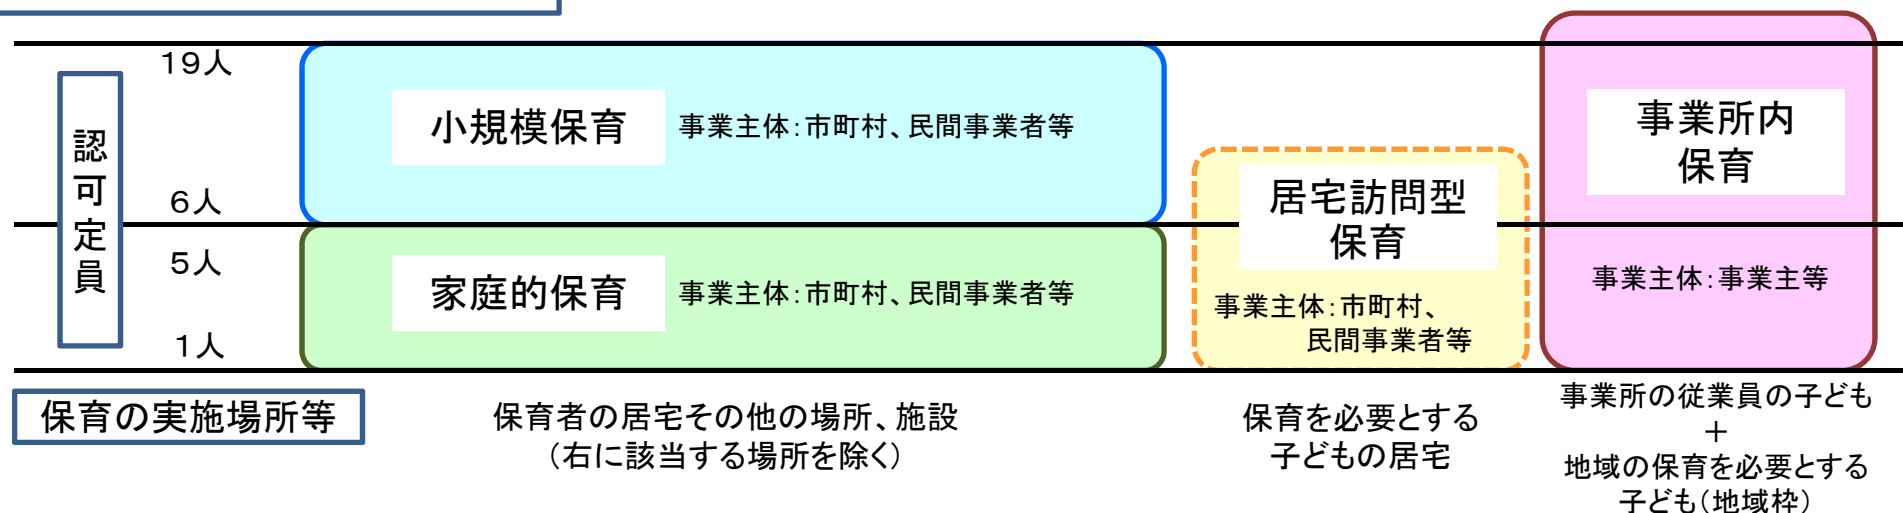 19人
認可定員
6人
5人
1人
小規模保育
事業主体:市町村、民間事業者等
家庭的保育
事業主体:市町村、民間事業者等
居宅訪問型
保育
事業主体:市町村、
民間事業者等
事業所内
保育
事業主体:事業主等
保育の実施場所等
保育者の居宅その他の場所、施設
(右に該当する場所を除く)
保育を必要とする
子どもの居宅
事業所の従業員の子ども
+
地域の保育を必要とする
子ども(地域枠)